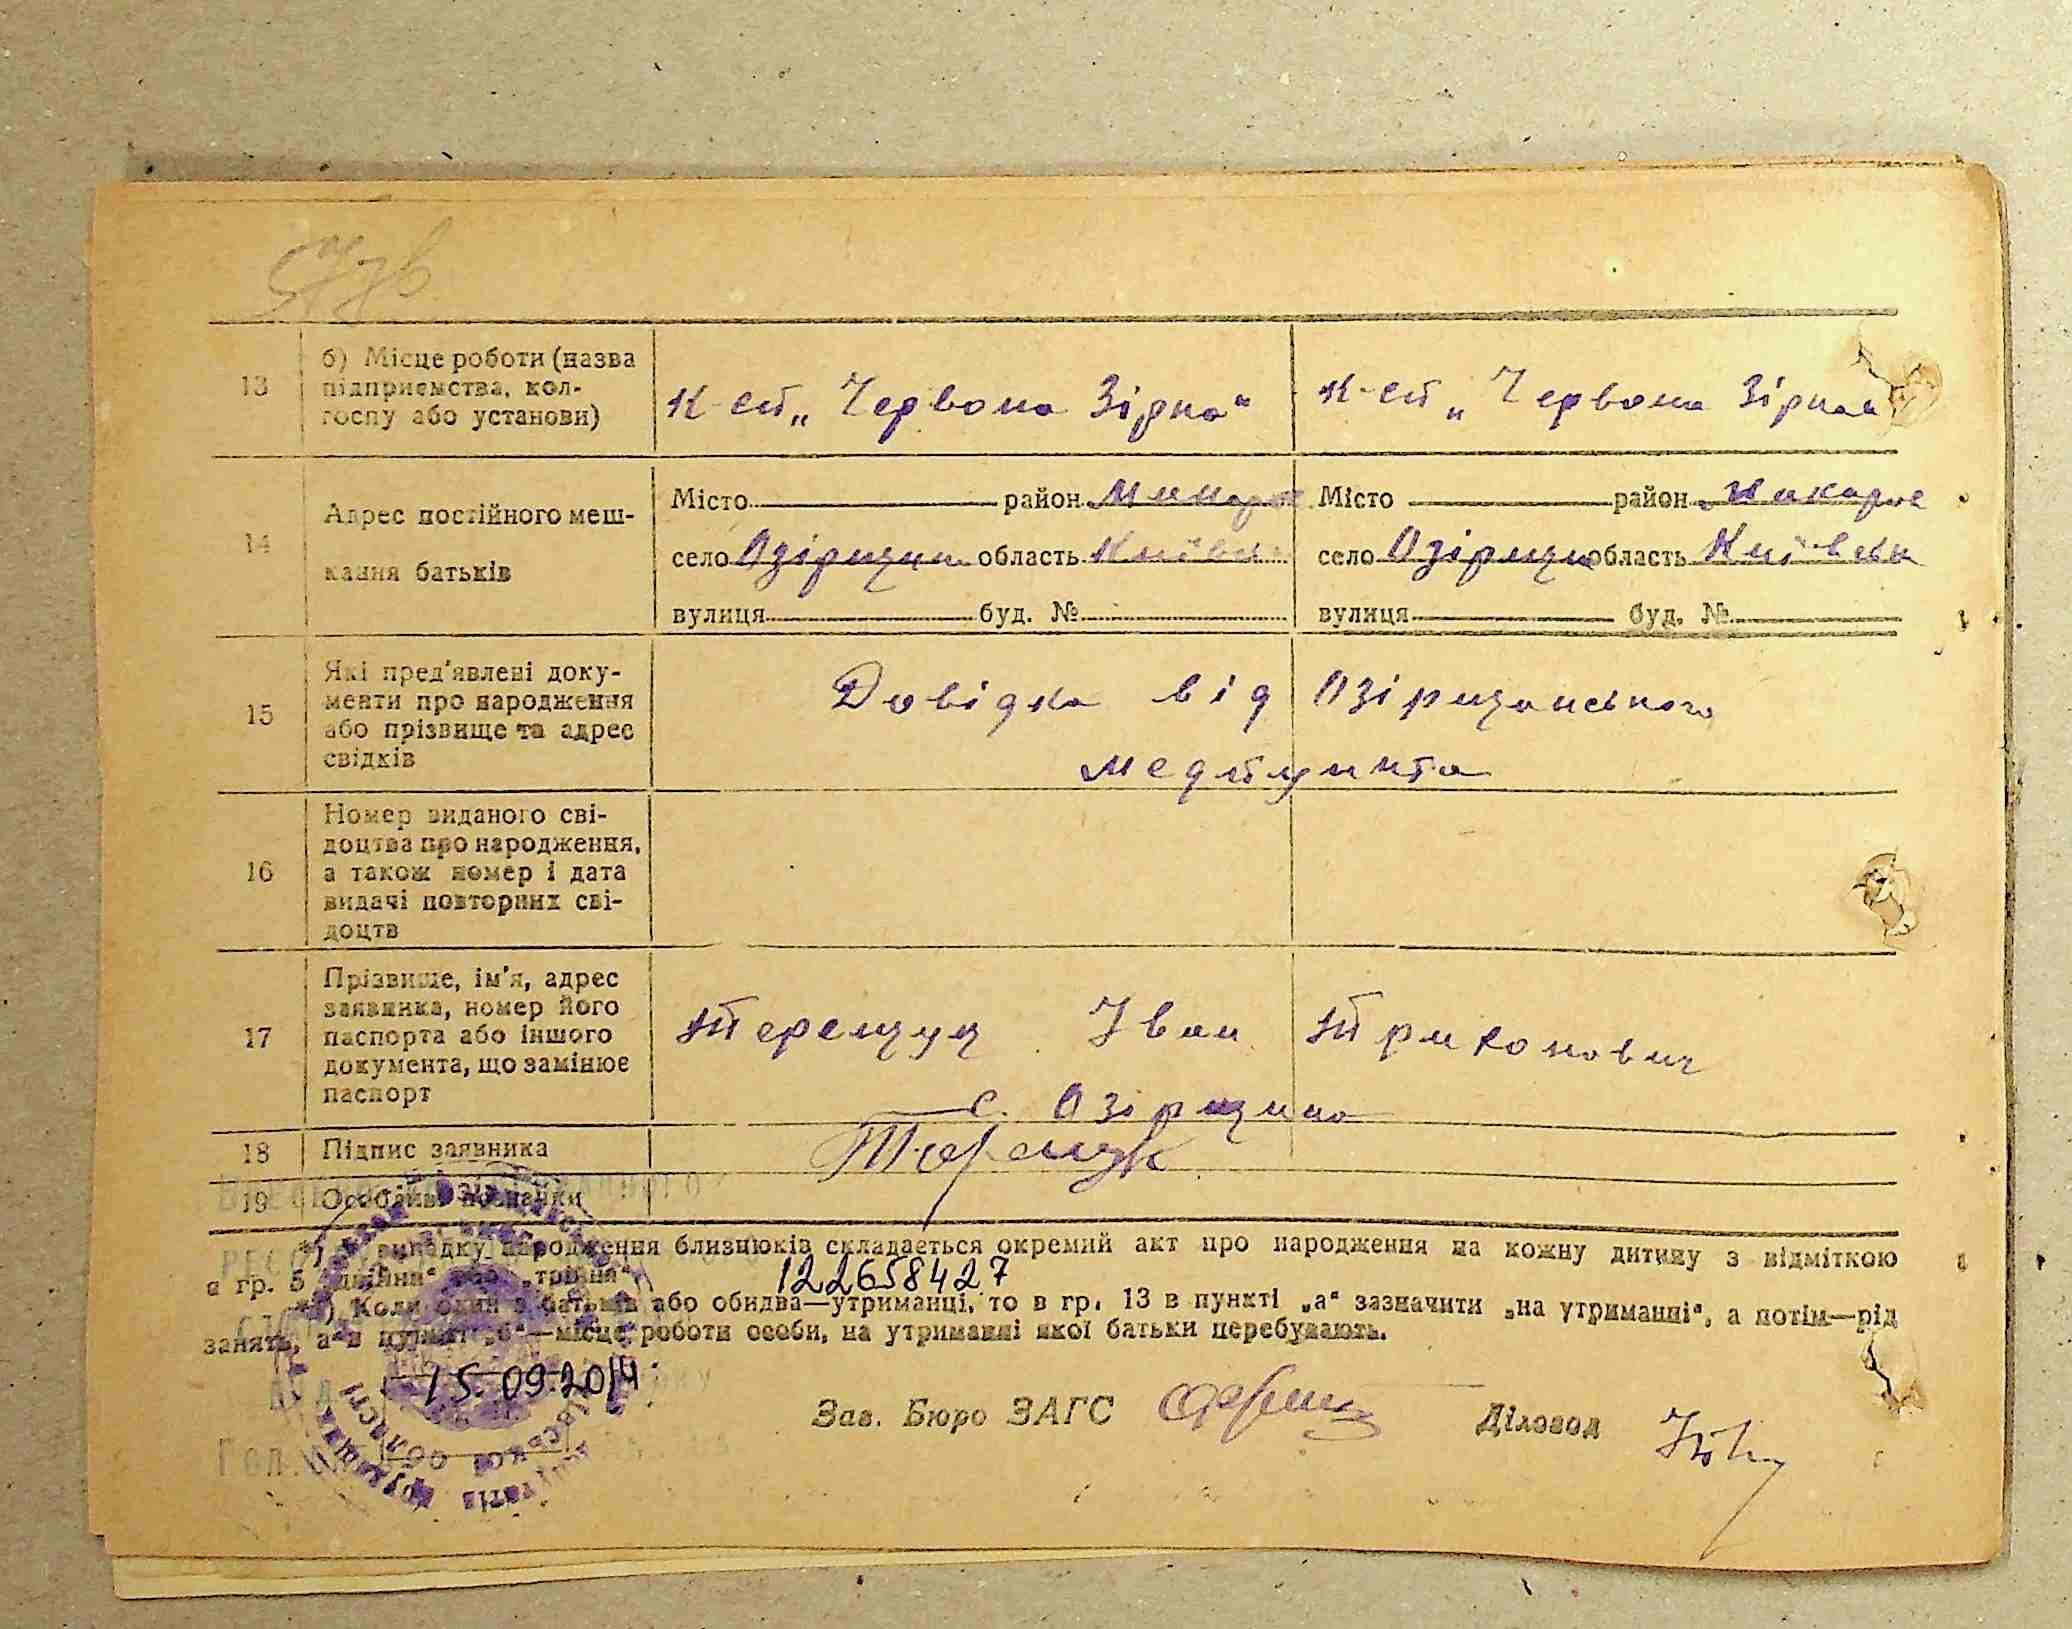 13
б) Місце роботи (назва
підприємства, кол-
госпу або установи)
к-сп „Червона Зірка“
к-сп „Червона Зірка
14
Адрес постійного меш-
кання батьків
Місто район Макарів
село Озірщина область Київськ
вулиця буд. №
Місто район Макарів
село Озірщина область Київськ
вулиця буд. №
15
Які пред'явлені доку-
менти про народження
або прізвище та адрес
свідків
Довідка від Озірщанського
медпункта
16
Номер виданого сві-
доцтва про народження,
а також номер і дата
видачі повторних сві-
доцтв
17
Прізвище, ім'я, адрес
заявника, номер його
паспорта або іншого
документа, що замінює
паспорт
Терещук Іван
с. Озірщина
18
Підпис заявника
Терещук
19
Особливі познаки
*) У випадку народження близнюків складається окремий акт про народження на кожну дитину з відміткою
в гр. 5 „двійня“ або „трійня“.
122658427
**) Коли один з батьків або обидва—утриманці, то в гр. 13 в пункті „а“ зазначити „на утриманні“, а потім—рід
занять, а в пункті „б“—місце роботи особи, на утриманні якої батьки перебувають.
15.09.2014
Зав. Бюро ЗАГС
Діловод